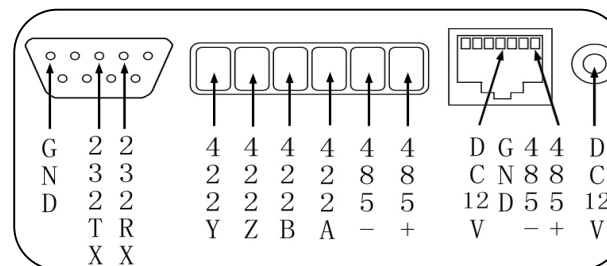 GND
232TX
232RX
422Y
422Z
422B
422A
485-
485+
DC12V
GND
485-
485+
DC12V